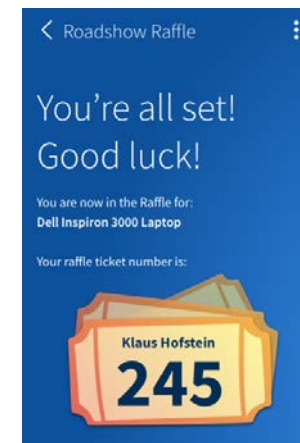 Roadshow Raffle
You're all set!
Good luck!
You are now in the Raffle for:
Dell Inspiron 3000 Laptop
Your raffle ticket number is:
Klaus Hofstein
245